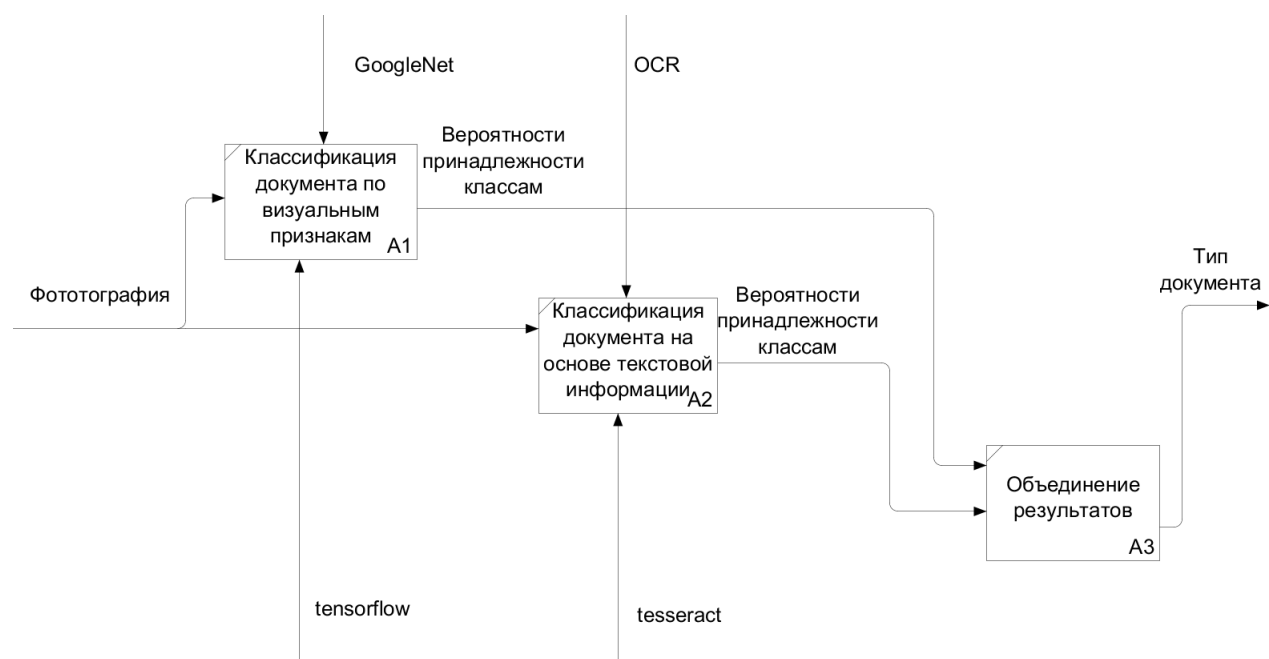 GoogleNet
OCR
Вероятности
принадлежности
классам
Классификация
документа по
визуальным
признакам
A1
Тип
документа
Фототография
Вероятности
принадлежности
классам
Классификация
документа на
основе текстовой
информации
A2
Объединение
результатов
A3
tensorflow
tesseract